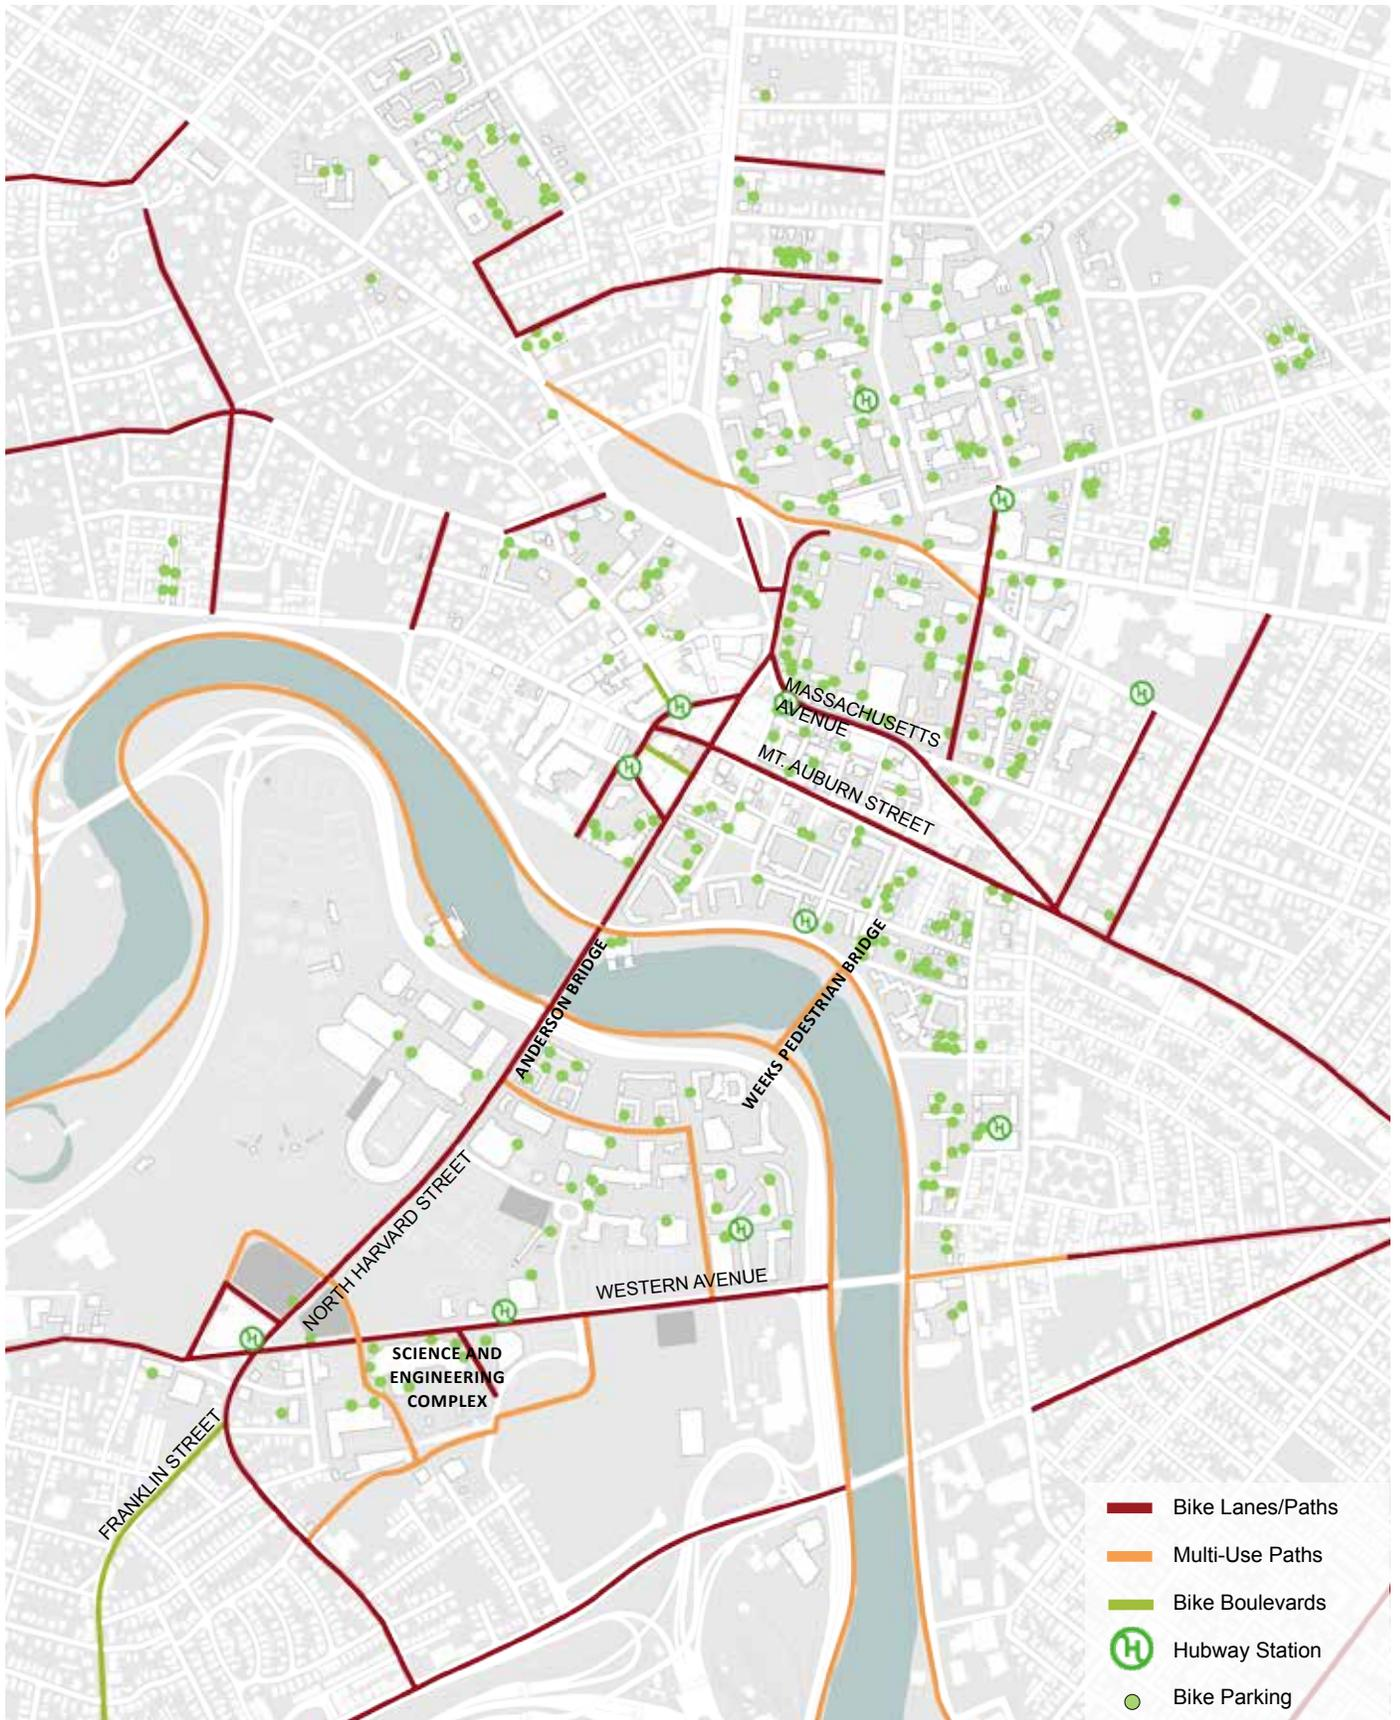 MASSACHUSETTS
AVENUE
MT. AUBURN STREET
ANDERSON BRIDGE
WEEKS PEDESTRIAN BRIDGE
NORTH HARVARD STREET
WESTERN AVENUE
SCIENCE AND
ENGINEERING
COMPLEX
FRANKLIN STREET
Bike Lanes/Paths
Multi-Use Paths
Bike Boulevards
H Hubway Station
Bike Parking